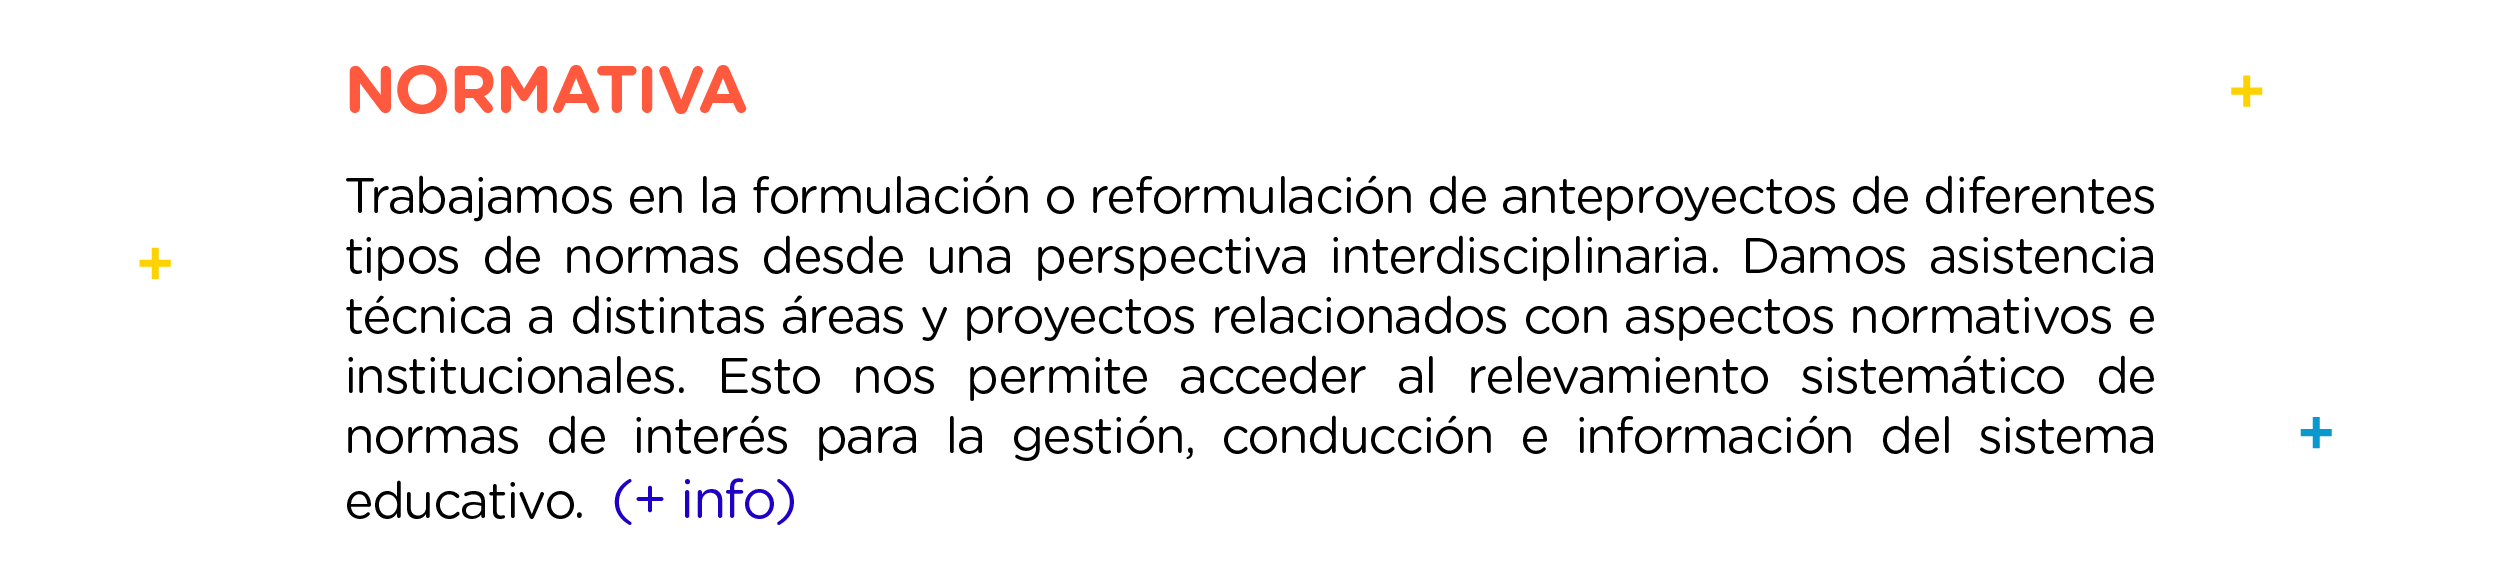 NORMATIVA
Trabajamos en la formulación o reformulación de anteproyectos de diferentes
tipos de normas desde una perspectiva interdisciplinaria. Damos asistencia
técnica a distintas áreas y proyectos relacionados con aspectos normativos e
institucionales. Esto nos permite acceder al relevamiento sistemático de
normas de interés para la gestión, conducción e información del sistema
educativo. (+ info)